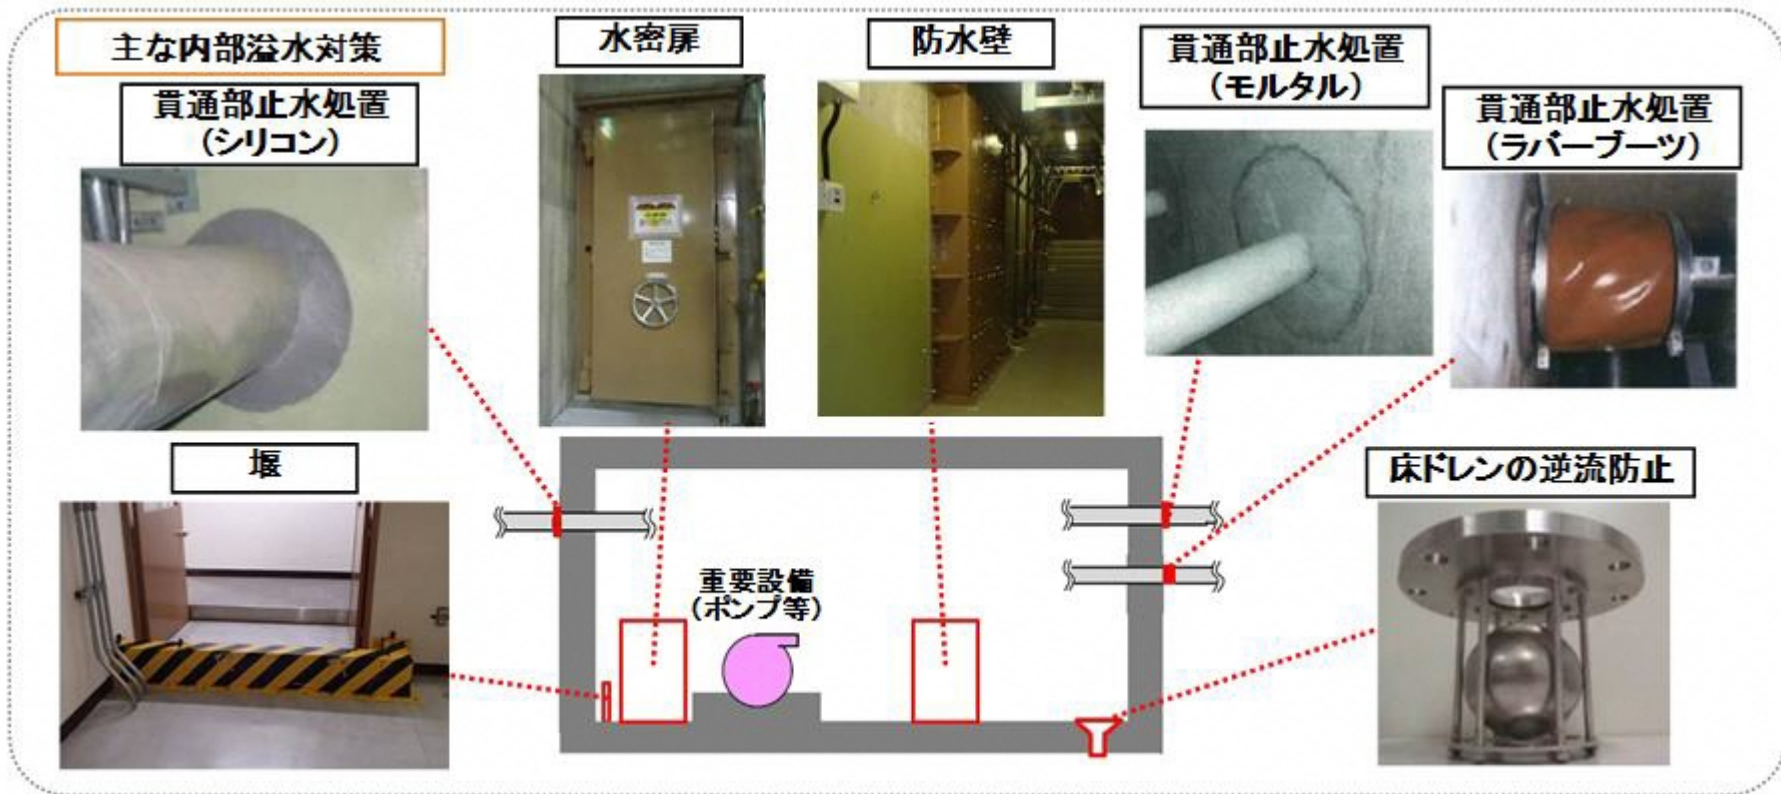 主な内部溢水対策
貫通部止水処置
(シリコン)
水密扉
防水壁
貫通部止水処置
(モルタル)
貫通部止水処置
(ラバーブーツ)
堰
床ドレンの逆流防止
重要設備
(ポンプ等)